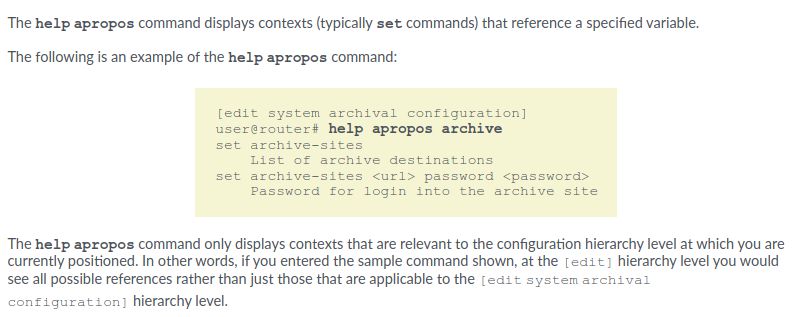 The help apropos command displays contexts (typically set commands) that reference a specified variable.
The following is an example of the help apropos command:
[edit system archival configuration]
user@router# help apropos archive
set archive-sites
List of archive destinations
set archive-sites <url> password <password>
Password for login into the archive site
The help apropos command only displays contexts that are relevant to the configuration hierarchy level at which you are
currently positioned. In other words, if you entered the sample command shown, at the [edit] hierarchy level you would
see all possible references rather than just those that are applicable to the [edit system archival
configuration] hierarchy level.